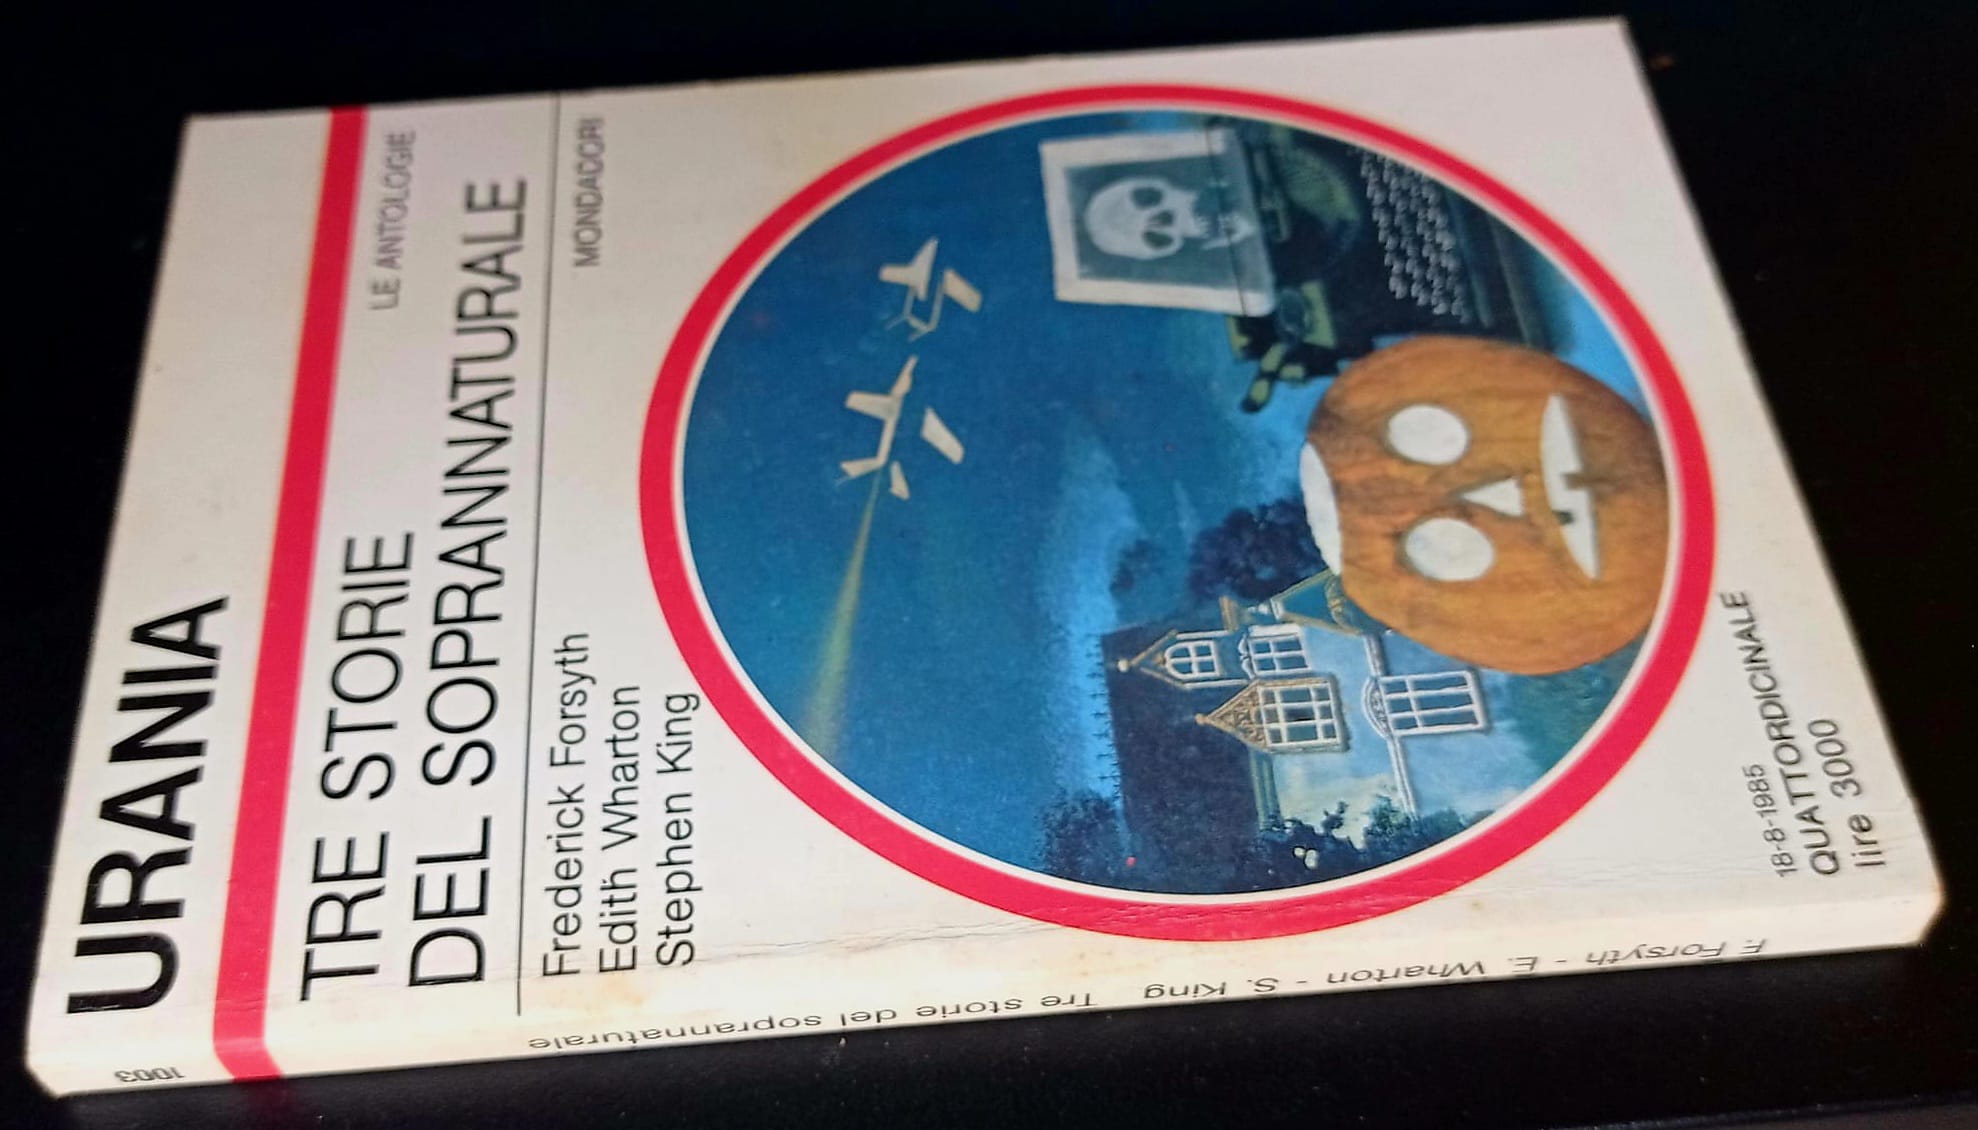 URANIA
LE ANTOLOGIE
TRE STORIE
DEL SOPRANNATURALE
Frederick Forsyth
Edith Wharton
Stephen King
MONDADORI
18-8-1985
QUATTORDICINALE
lire 3000
F. Forsyth - E. Wharton - S. King Tre storie del soprannaturale
1003